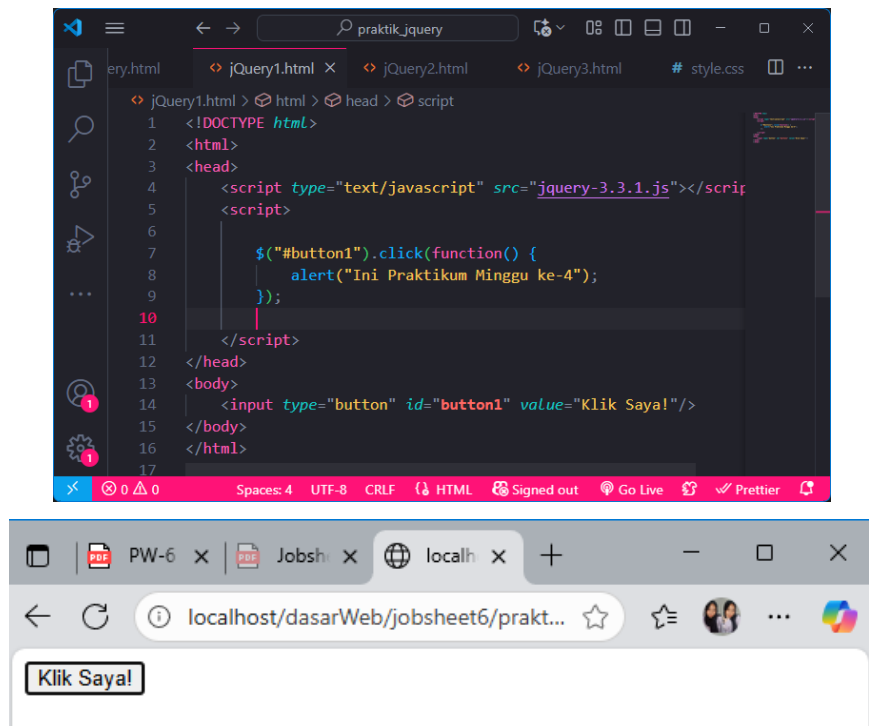 praktik_jquery
ery.html jQuery1.html jQuery2.html jQuery3.html # style.css
jQuery1.html > html > head > script
1 <!DOCTYPE html>
2 <html>
3 <head>
4 <script type="text/javascript" src="jquery-3.3.1.js"></scrip
5 <script>
6
7 $("#button1").click(function() {
8 alert("Ini Praktikum Minggu ke-4");
9 });
10
11 </script>
12 </head>
13 <body>
14 <input type="button" id="button1" value="Klik Saya!"/>
15 </body>
16 </html>
17
1
1
0 0 Spaces: 4 UTF-8 CRLF HTML Signed out Go Live Prettier
PDF PW-6 PDF Jobsh localh
localhost/dasarWeb/jobsheet6/prakt...
Klik Saya!